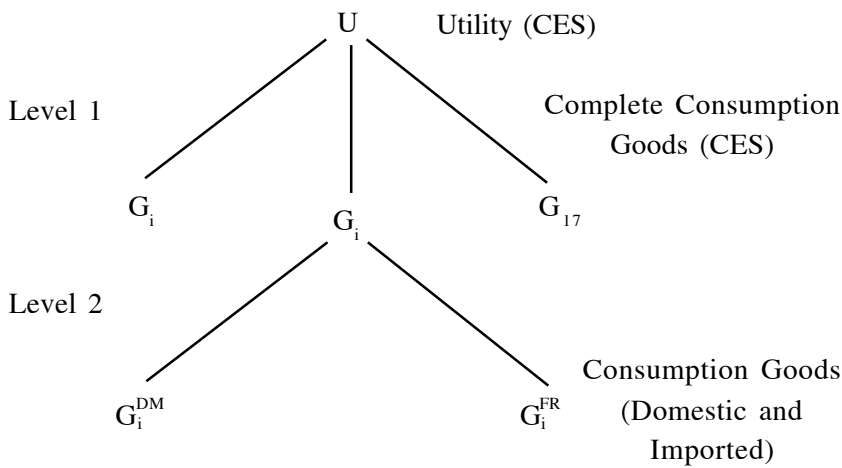 U Utility (CES)
Level 1
Complete Consumption
Goods (CES)
G_i G_i G_17
Level 2
Consumption Goods
(Domestic and
Imported)
G_i^DM G_i^FR